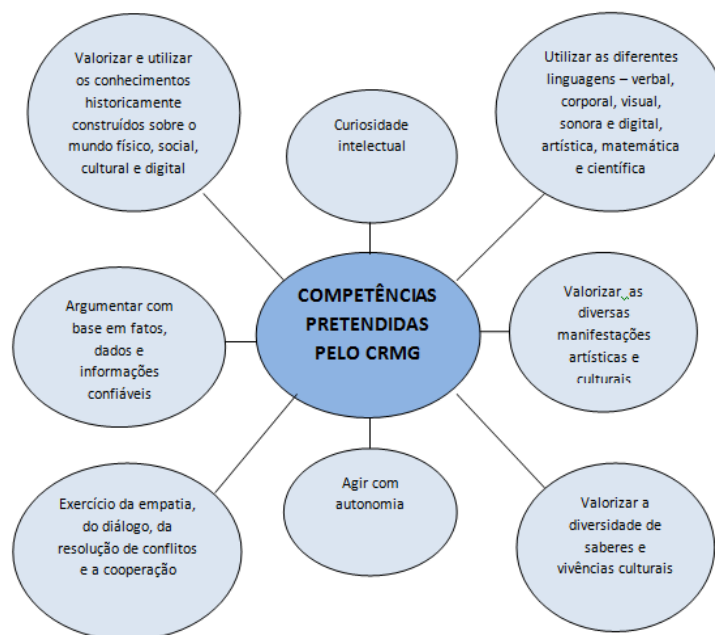 Valorizar e utilizar
os conhecimentos
historicamente
construídos sobre o
mundo físico, social,
cultural e digital
Curiosidade
intelectual
Utilizar as diferentes
linguagens – verbal,
corporal, visual,
sonora e digital,
artística, matemática
e científica
Argumentar com
base em fatos,
dados e
informações
confiáveis
COMPETÊNCIAS
PRETENDIDAS
PELO CRMG
Valorizar as
diversas
manifestações
artísticas e
culturais
Exercício da empatia,
do diálogo, da
resolução de conflitos
e a cooperação
Agir com
autonomia
Valorizar a
diversidade de
saberes e
vivências culturais